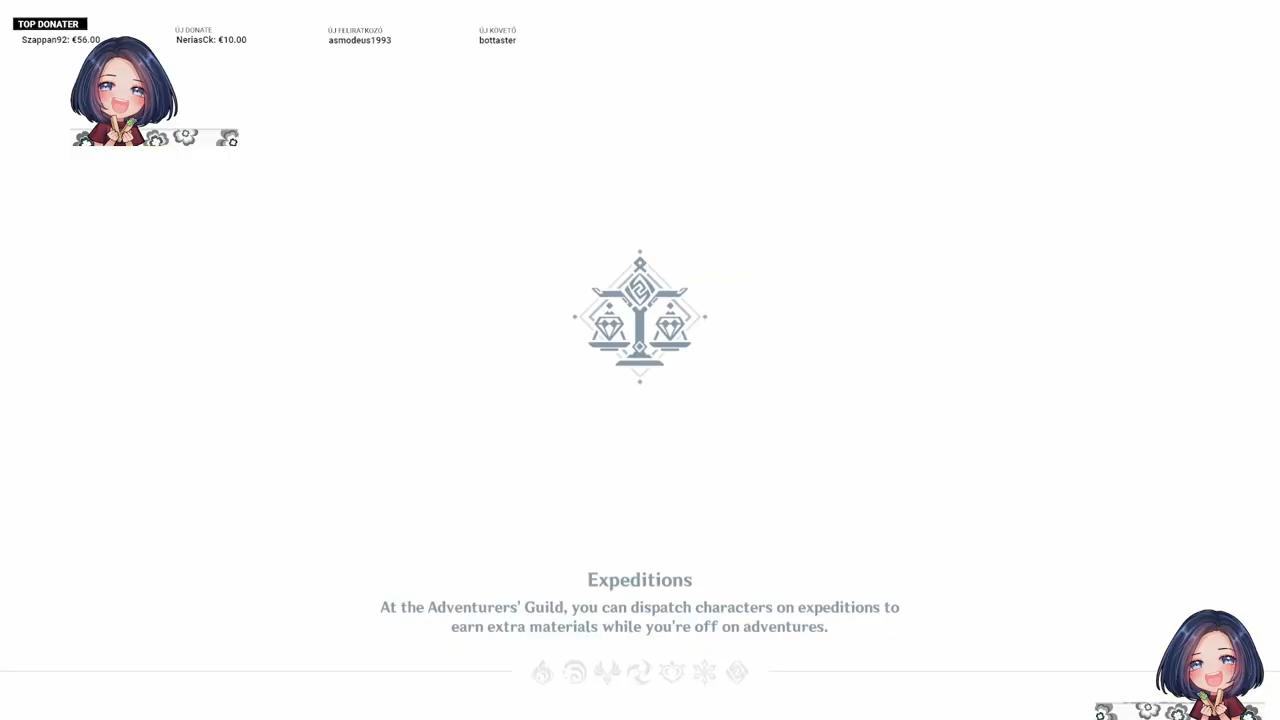 TOP DONATER
Szappan92: €56.00
ÚJ DONATE
NeriasCk: €10.00
ÚJ FELIRATKOZÓ
asmodeus1993
ÚJ KÖVETŐ
bottaster
Expeditions
At the Adventurers' Guild, you can dispatch characters on expeditions to
earn extra materials while you're off on adventures.